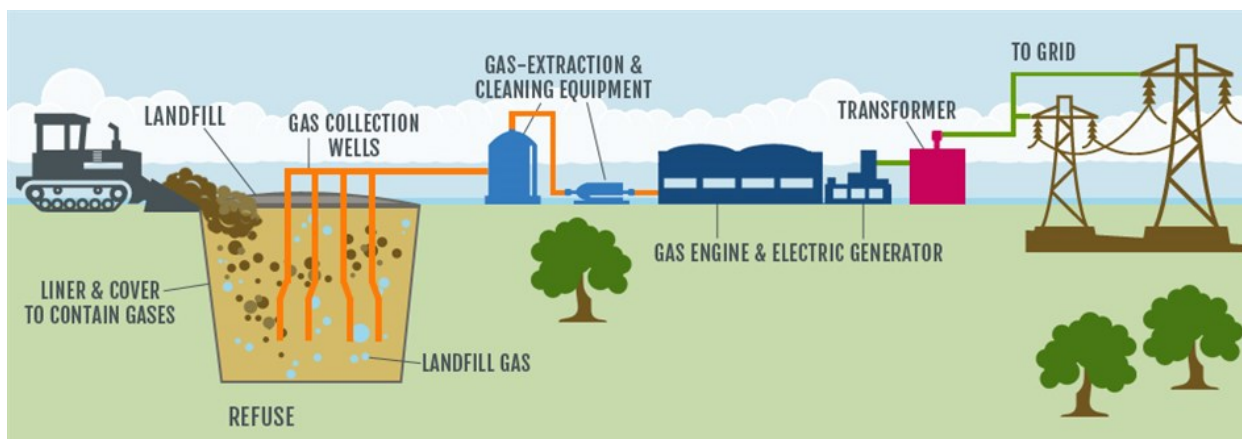 LANDFILL
GAS COLLECTION
WELLS
GAS-EXTRACTION &
CLEANING EQUIPMENT
TRANSFORMER
TO GRID
GAS ENGINE & ELECTRIC GENERATOR
LINER & COVER
TO CONTAIN GASES
LANDFILL GAS
REFUSE